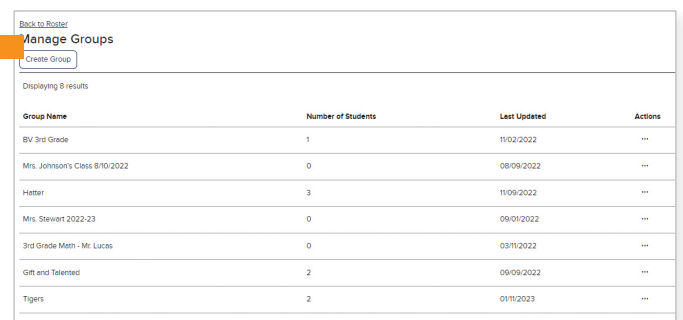 Back to Roster
Manage Groups
Create Group
Displaying 8 results
Group Name Number of Students Last Updated Actions
BV 3rd Grade 1 11/02/2022 ...
Mrs. Johnson's Class 8/10/2022 0 08/09/2022 ...
Hatter 3 11/09/2022 ...
Mrs. Stewart 2022-23 0 09/01/2022 ...
3rd Grade Math - Mr. Lucas 0 03/11/2022 ...
Gift and Talented 2 09/09/2022 ...
Tigers 2 01/11/2023 ...